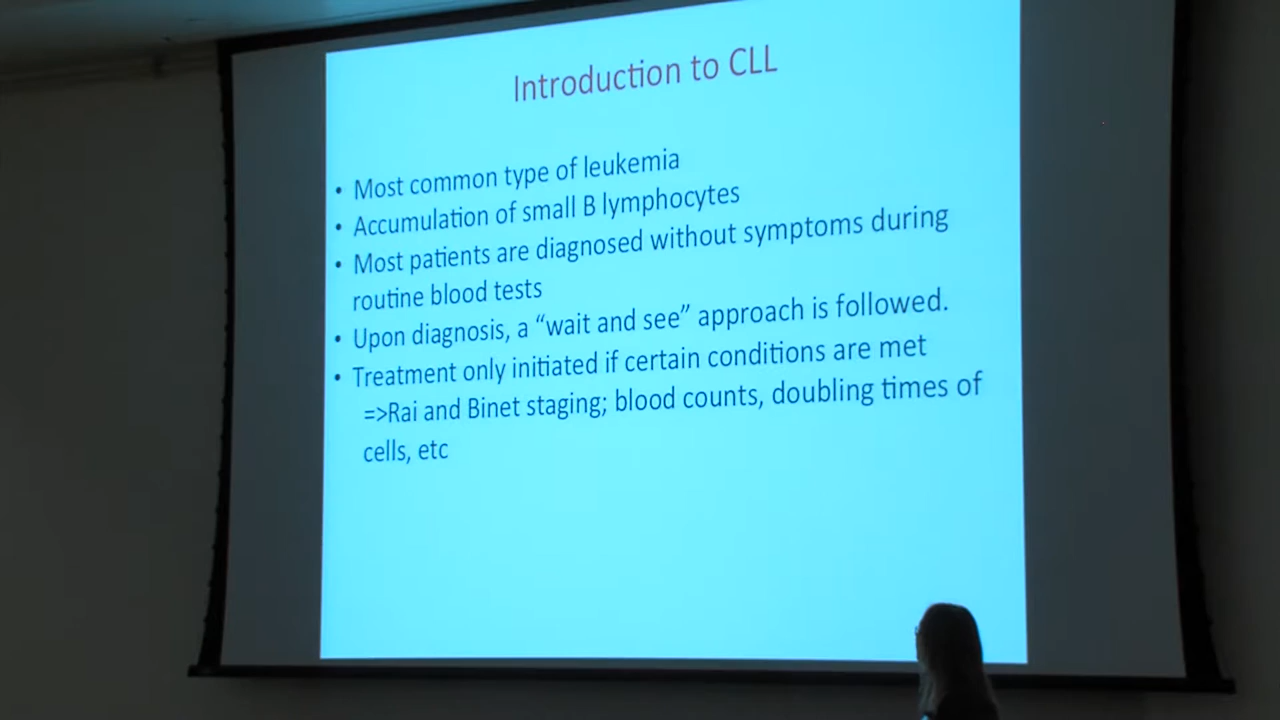 Introduction to CLL
• Most common type of leukemia
• Accumulation of small B lymphocytes
• Most patients are diagnosed without symptoms during
routine blood tests
• Upon diagnosis, a “wait and see” approach is followed.
• Treatment only initiated if certain conditions are met
=>Rai and Binet staging; blood counts, doubling times of
cells, etc